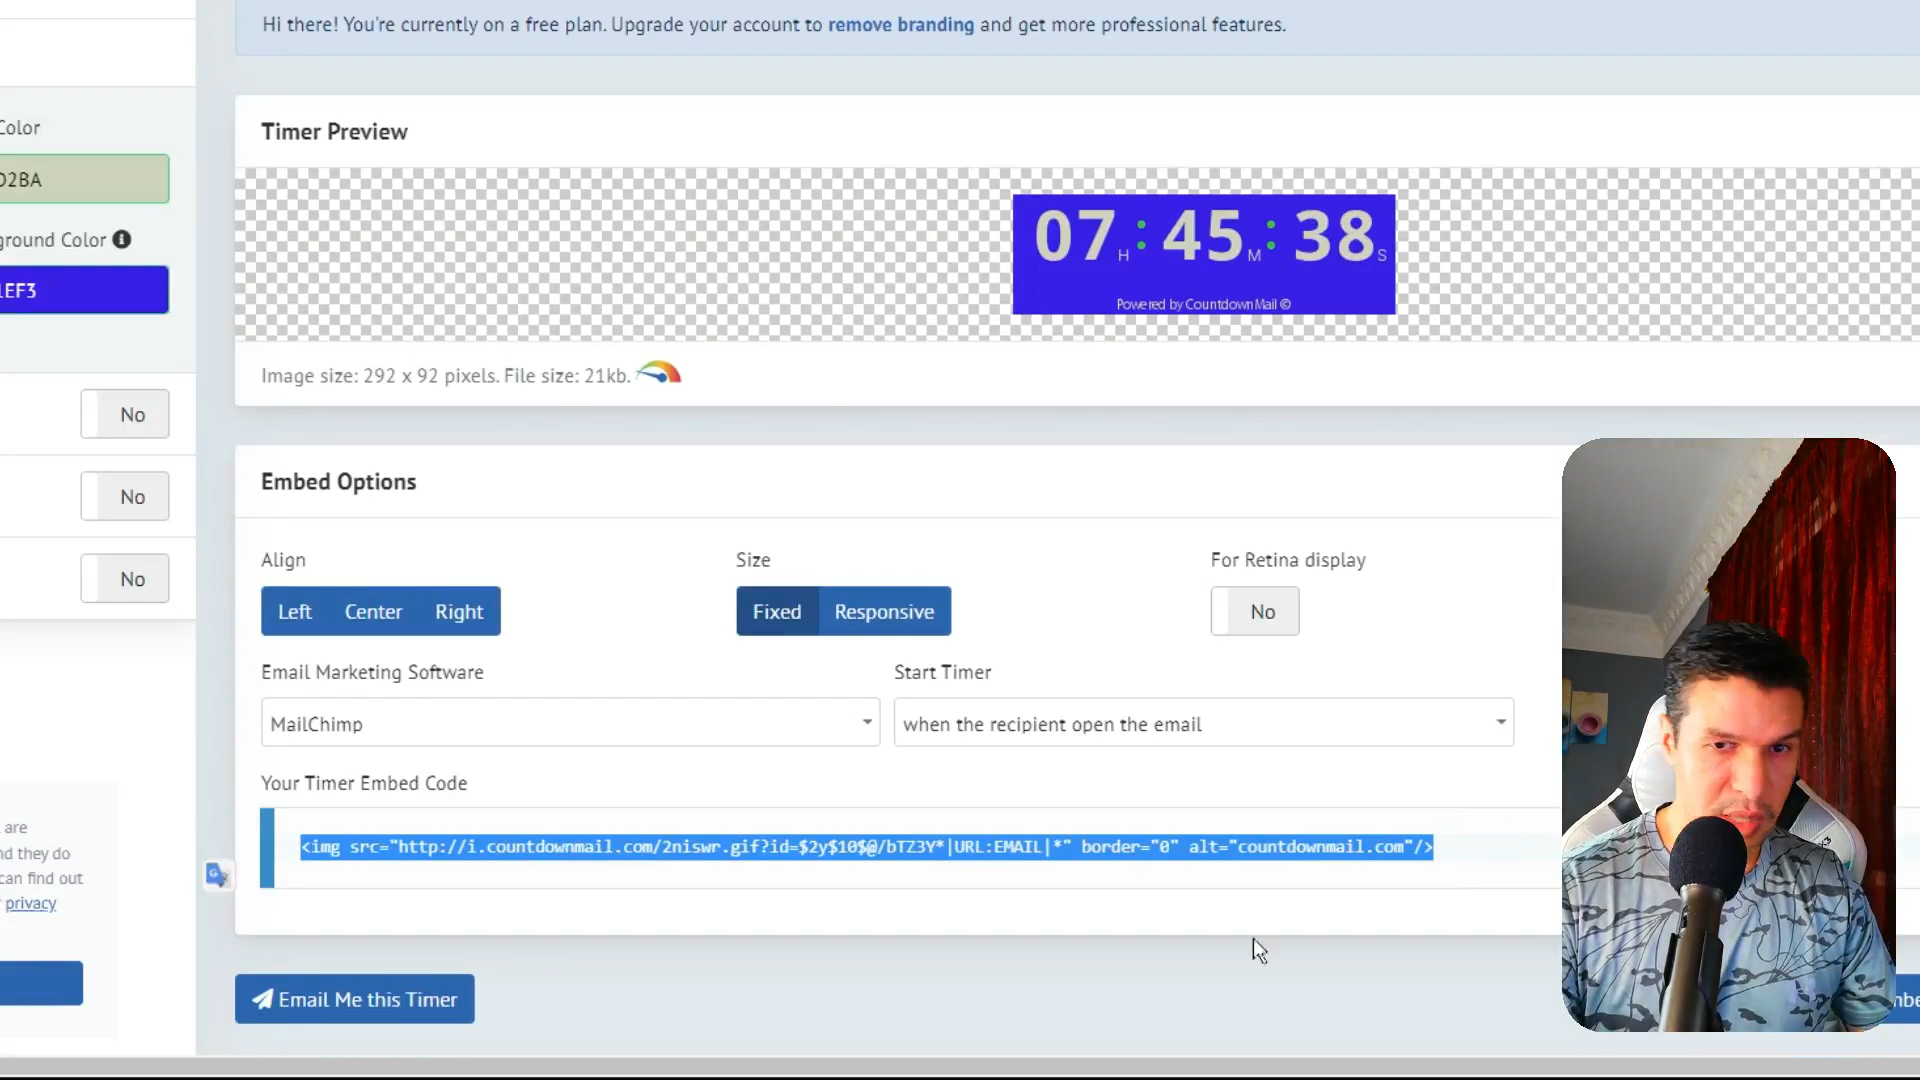 Hi there! You're currently on a free plan. Upgrade your account to remove branding and get more professional features.
Color
D2BA
ground Color
1EF3
No
No
No
are
nd they do
can find out
privacy
Timer Preview
07 H : 45 M : 38 S
Powered by CountdownMail ©
Image size: 292 x 92 pixels. File size: 21kb.
Embed Options
Align
Size
For Retina display
Left Center Right
Fixed Responsive
No
Email Marketing Software
Start Timer
MailChimp
when the recipient open the email
Your Timer Embed Code
<img src="http://i.countdownmail.com/2niswr.gif?id=$2y$10$@/bTZ3Y*|URL:EMAIL|*" border="0" alt="countdownmail.com"/>
Email Me this Timer